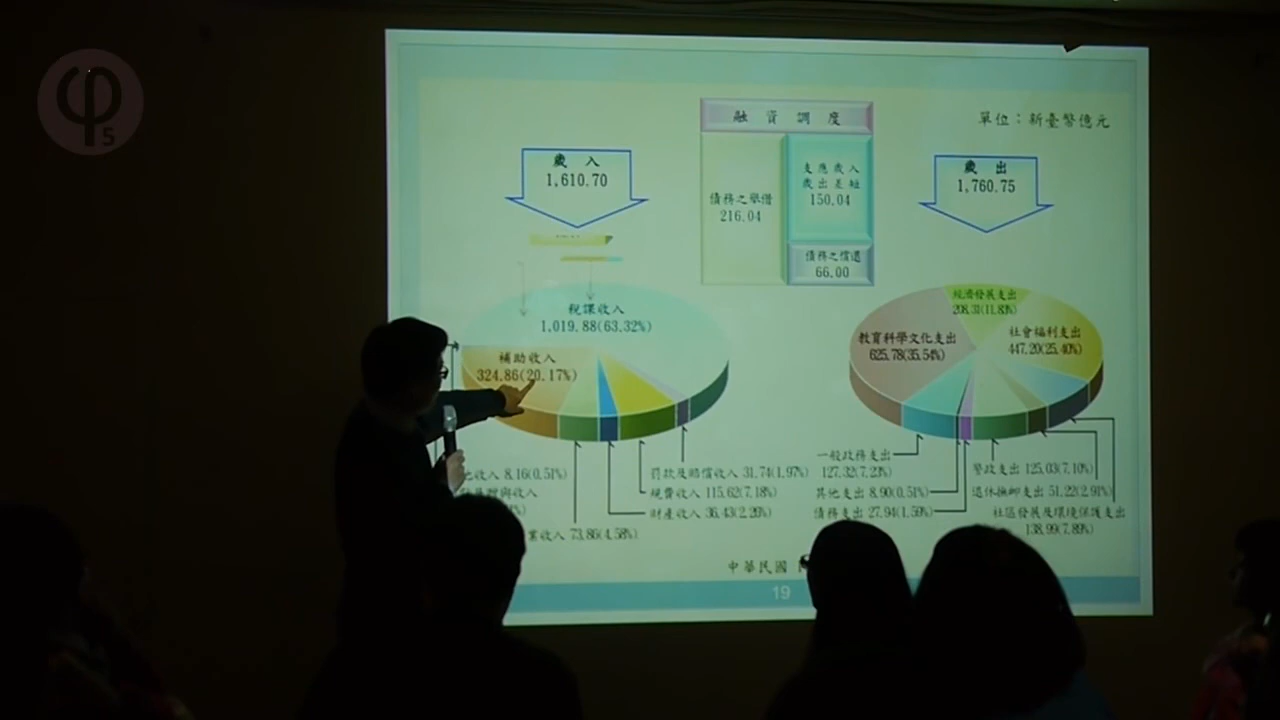 φ5
融資調度
單位：新臺幣億元
歲入
1,610.70
債務之舉借
216.04
支應歲入
歲出差短
150.04
債務之償還
66.00
歲出
1,760.75
稅課收入
1,019.88(63.32%)
補助收入
324.86(20.17%)
收入 8.16(0.51%)
罰款及賠償收入 31.74(1.97%)
規費收入 115.62(7.18%)
財產收入 36.43(2.26%)
業收入 73.86(4.58%)
經濟發展支出
208.31(11.83%)
教育科學文化支出
625.78(35.54%)
社會福利支出
447.20(25.40%)
一般政務支出
127.32(7.23%)
其他支出 8.90(0.51%)
債務支出 27.94(1.59%)
警政支出 125.03(7.10%)
退休撫卹支出 51.22(2.91%)
社區發展及環境保護支出
138.99(7.89%)
中華民國
19